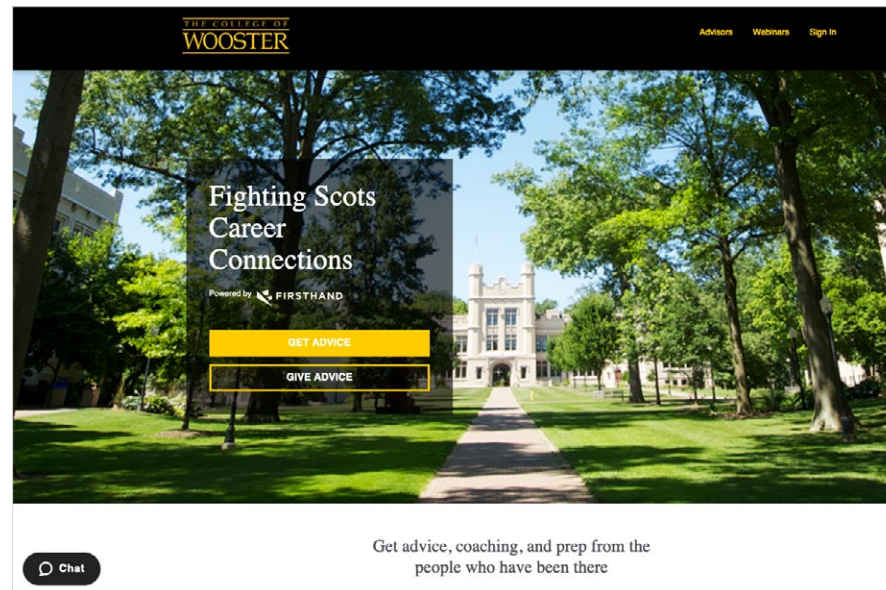 THE COLLEGE OF
WOOSTER
Advisors Webinars Sign In
Fighting Scots
Career
Connections
Powered by FIRSTHAND
GET ADVICE
GIVE ADVICE
Get advice, coaching, and prep from the
people who have been there
Chat